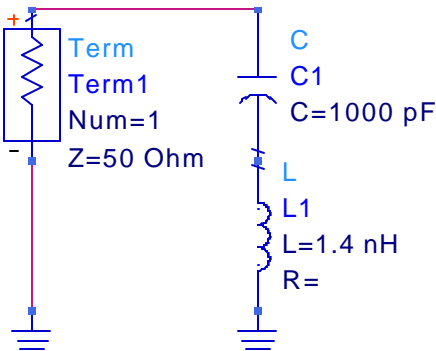 +
Term
Term1
Num=1
-
Z=50 Ohm
C
C1
C=1000 pF
L
L1
L=1.4 nH
R=